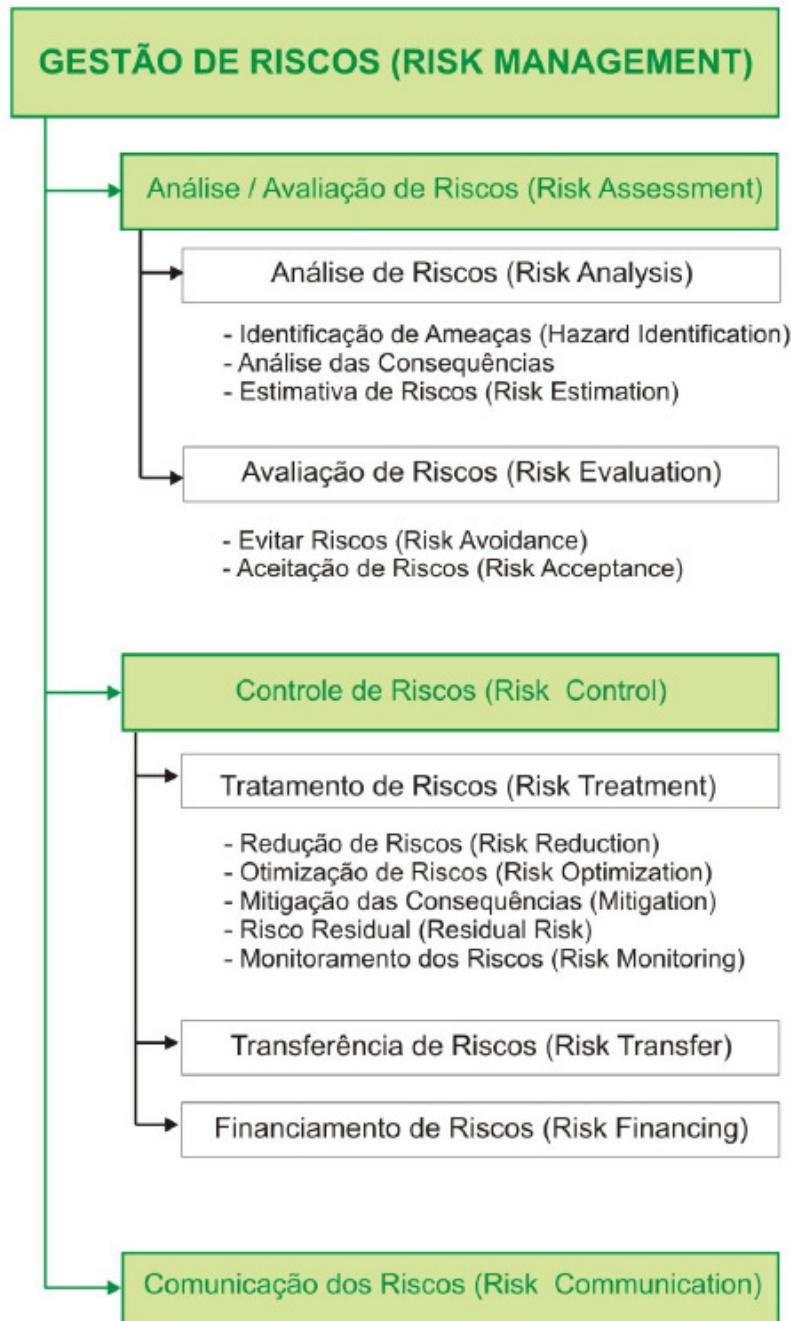 GESTÃO DE RISCOS (RISK MANAGEMENT)
Análise / Avaliação de Riscos (Risk Assessment)
Análise de Riscos (Risk Analysis)
- Identificação de Ameaças (Hazard Identification)
- Análise das Consequências
- Estimativa de Riscos (Risk Estimation)
Avaliação de Riscos (Risk Evaluation)
- Evitar Riscos (Risk Avoidance)
- Aceitação de Riscos (Risk Acceptance)
Controle de Riscos (Risk Control)
Tratamento de Riscos (Risk Treatment)
- Redução de Riscos (Risk Reduction)
- Otimização de Riscos (Risk Optimization)
- Mitigação das Consequências (Mitigation)
- Risco Residual (Residual Risk)
- Monitoramento dos Riscos (Risk Monitoring)
Transferência de Riscos (Risk Transfer)
Financiamento de Riscos (Risk Financing)
Comunicação dos Riscos (Risk Communication)